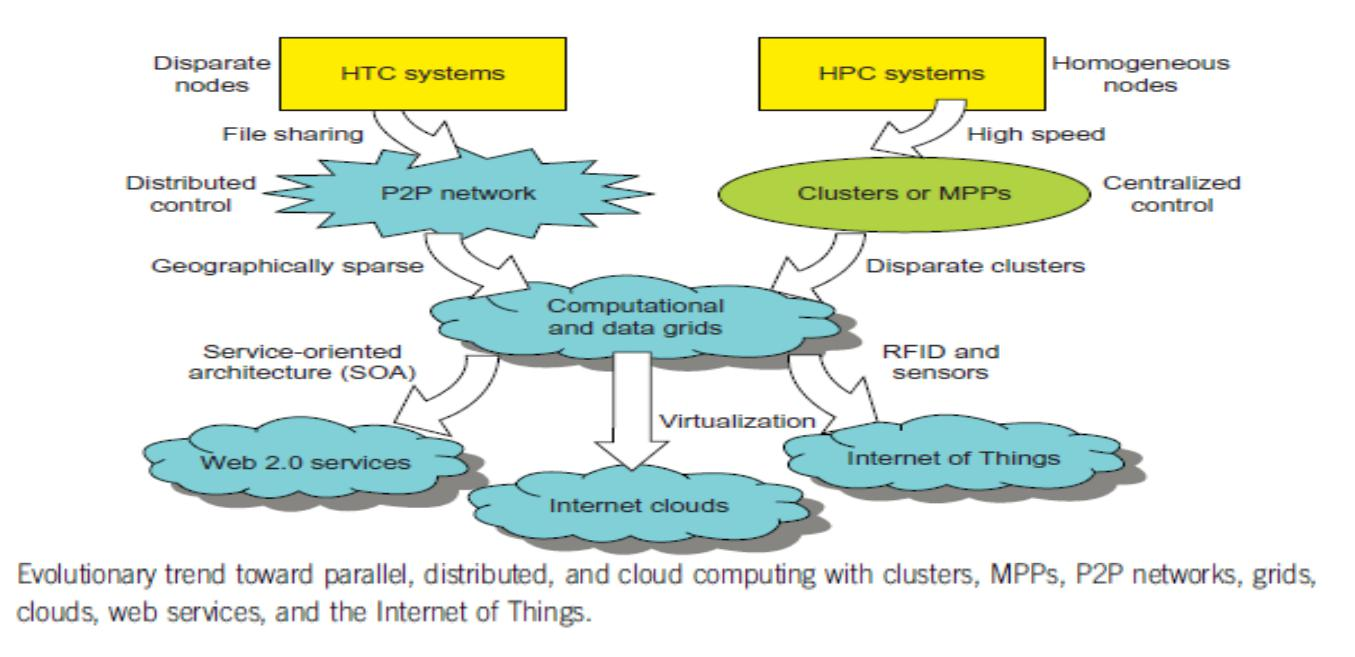 Disparate
nodes
HTC systems
HPC systems
Homogeneous
nodes
File sharing
High speed
Distributed
control
P2P network
Clusters or MPPs
Centralized
control
Geographically sparse
Disparate clusters
Computational
and data grids
Service-oriented
architecture (SOA)
RFID and
sensors
Virtualization
Web 2.0 services
Internet of Things
Internet clouds
Evolutionary trend toward parallel, distributed, and cloud computing with clusters, MPPs, P2P networks, grids,
clouds, web services, and the Internet of Things.